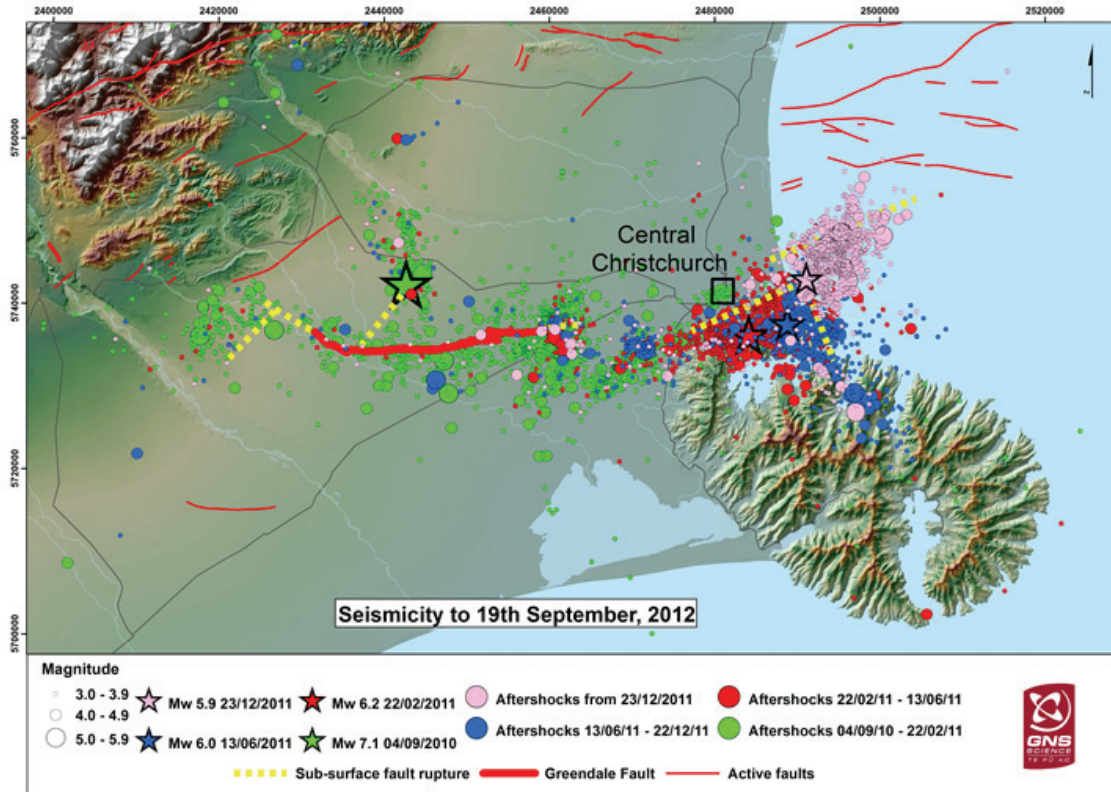 2400000 2420000 2440000 2460000 2480000 2500000 2520000
5760000
5740000
5720000
5700000
z
Central
Christchurch
Seismicity to 19th September, 2012
Magnitude
3.0 - 3.9
4.0 - 4.9
5.0 - 5.9
Mw 5.9 23/12/2011
Mw 6.0 13/06/2011
Mw 6.2 22/02/2011
Mw 7.1 04/09/2010
Aftershocks from 23/12/2011
Aftershocks 13/06/11 - 22/12/11
Aftershocks 22/02/11 - 13/06/11
Aftershocks 04/09/10 - 22/02/11
Sub-surface fault rupture
Greendale Fault
Active faults
GNS
SCIENCE
TE PŪ AO